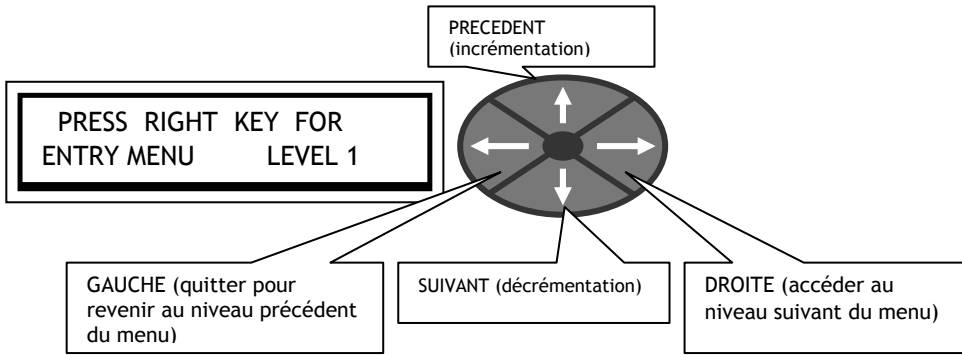 PRECEDENT
(incrémentation)
PRESS RIGHT KEY FOR
ENTRY MENU LEVEL 1
GAUCHE (quitter pour
revenir au niveau précédent
du menu)
SUIVANT (décrémentation)
DROITE (accéder au
niveau suivant du menu)